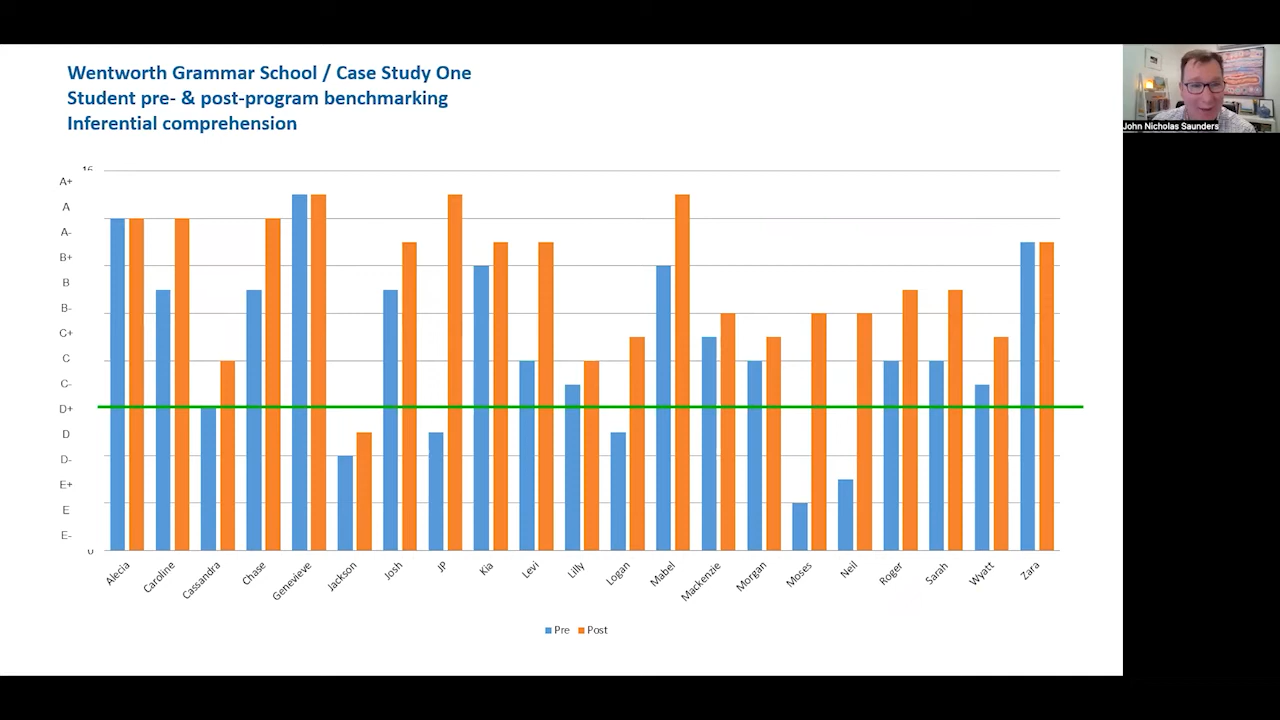 Wentworth Grammar School / Case Study One
Student pre- & post-program benchmarking
Inferential comprehension
John Nicholas Saunders
16
A+
A
A-
B+
B
B-
C+
C
C-
D+
D
D-
E+
E
E-
0
Alecia
Caroline
Cassandra
Chase
Genevieve
Jackson
Josh
JP
Kia
Levi
Lilly
Logan
Mabel
Mackenzie
Morgan
Moses
Neil
Roger
Sarah
Wyatt
Zara
Pre
Post